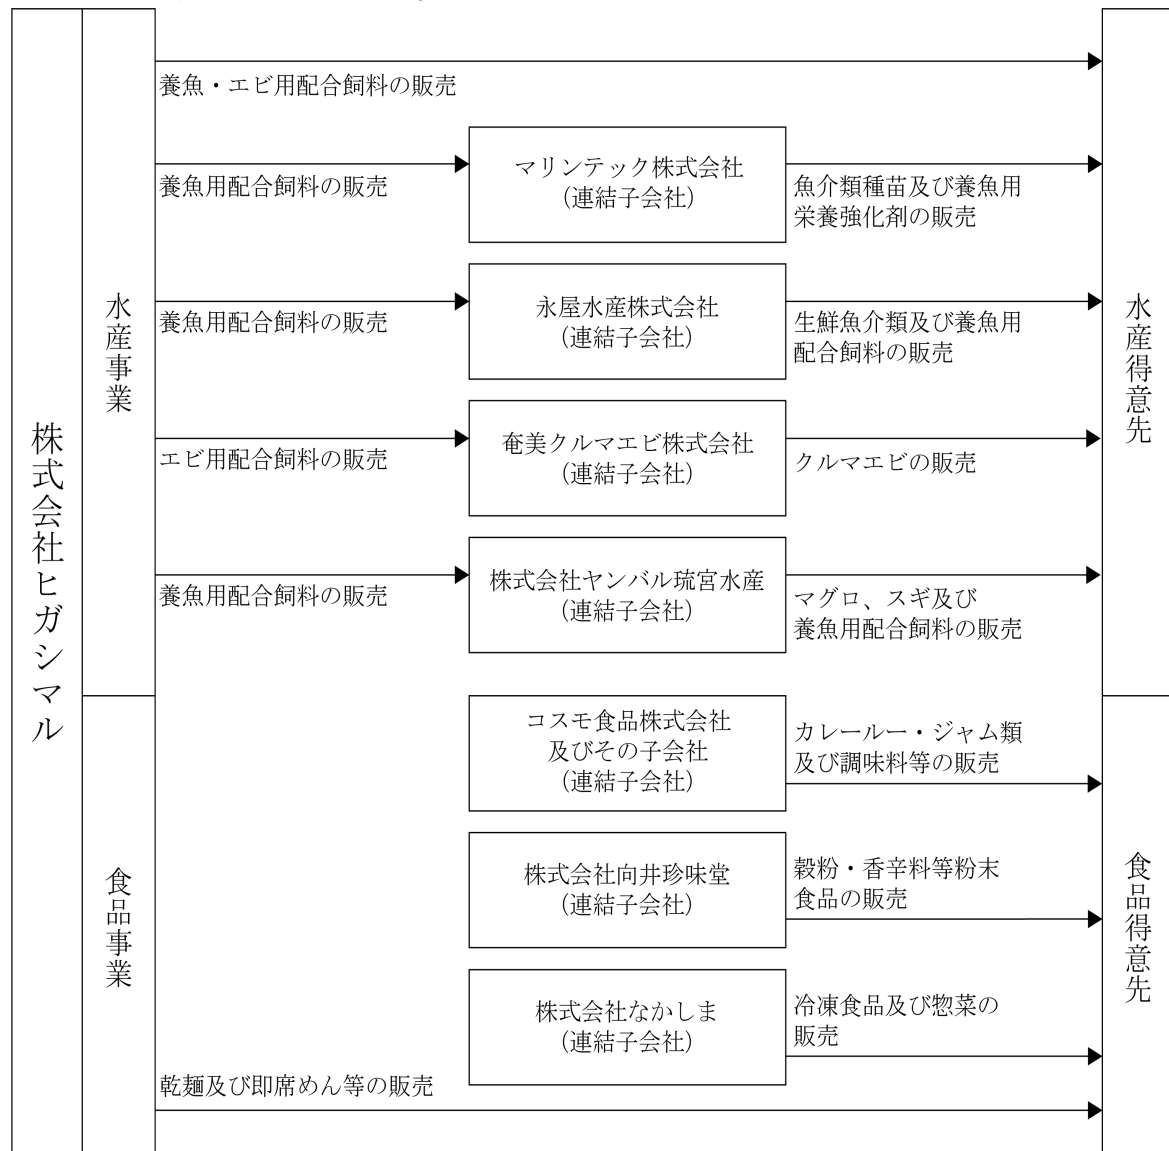 株式会社ヒガシマル
水産事業
養魚・エビ用配合飼料の販売
養魚用配合飼料の販売
マリンテック株式会社
(連結子会社)
魚介類種苗及び養魚用
栄養強化剤の販売
養魚用配合飼料の販売
永屋水産株式会社
(連結子会社)
生鮮魚介類及び養魚用
配合飼料の販売
エビ用配合飼料の販売
奄美クルマエビ株式会社
(連結子会社)
クルマエビの販売
養魚用配合飼料の販売
株式会社ヤンバル琉宮水産
(連結子会社)
マグロ、スギ及び
養魚用配合飼料の販売
水産得意先
食品事業
コスモ食品株式会社
及びその子会社
(連結子会社)
カレールー・ジャム類
及び調味料等の販売
株式会社向井珍味堂
(連結子会社)
穀粉・香辛料等粉末
食品の販売
株式会社なかしま
(連結子会社)
冷凍食品及び惣菜の
販売
乾麺及び即席めん等の販売
食品得意先